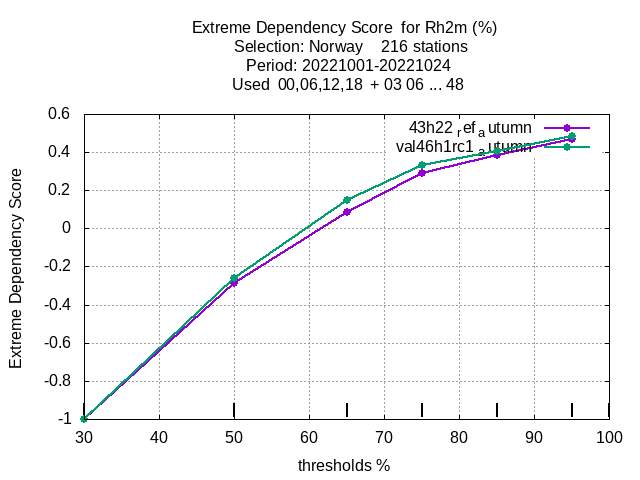 Extreme Dependency Score for Rh2m (%)
Selection: Norway 216 stations
Period: 20221001-20221024
Used 00,06,12,18 + 03 06 ... 48
43h22 ref a utumn
val46h1rc1 a utumn
0.6
0.4
0.2
0
-0.2
-0.4
-0.6
-0.8
-1
Extreme Dependency Score
30 40 50 60 70 80 90 100
thresholds %